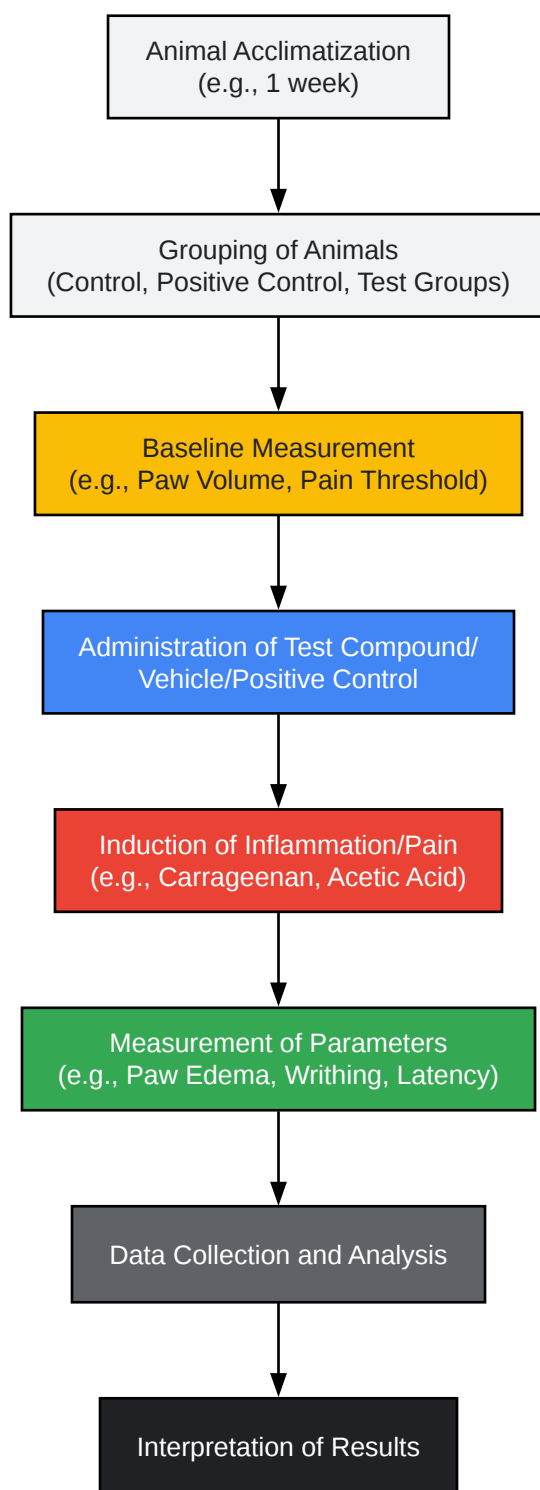 Animal Acclimatization
(e.g., 1 week)
Grouping of Animals
(Control, Positive Control, Test Groups)
Baseline Measurement
(e.g., Paw Volume, Pain Threshold)
Administration of Test Compound/
Vehicle/Positive Control
Induction of Inflammation/Pain
(e.g., Carrageenan, Acetic Acid)
Measurement of Parameters
(e.g., Paw Edema, Writhing, Latency)
Data Collection and Analysis
Interpretation of Results